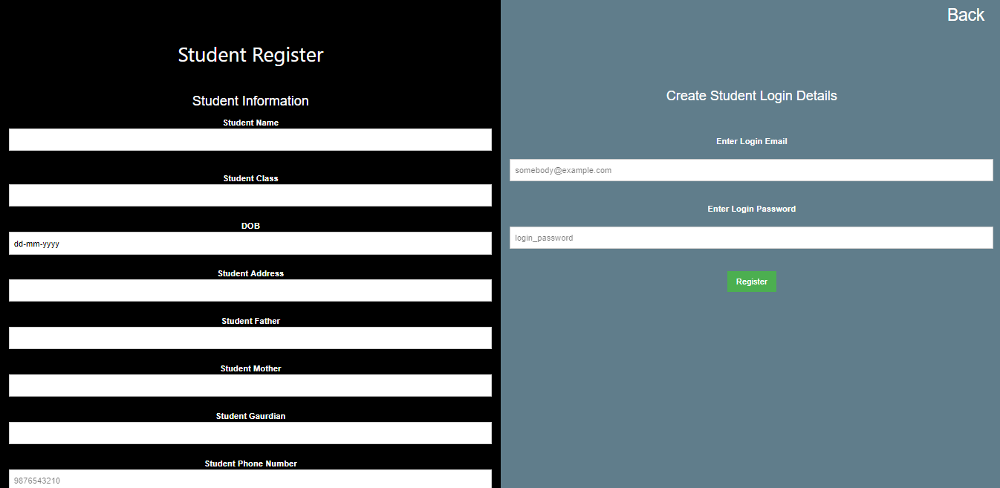 Student Register
Student Information
Student Name
Student Class
DOB
dd-mm-yyyy
Student Address
Student Father
Student Mother
Student Gaurdian
Student Phone Number
9876543210
Back
Create Student Login Details
Enter Login Email
somebody@example.com
Enter Login Password
login_password
Register